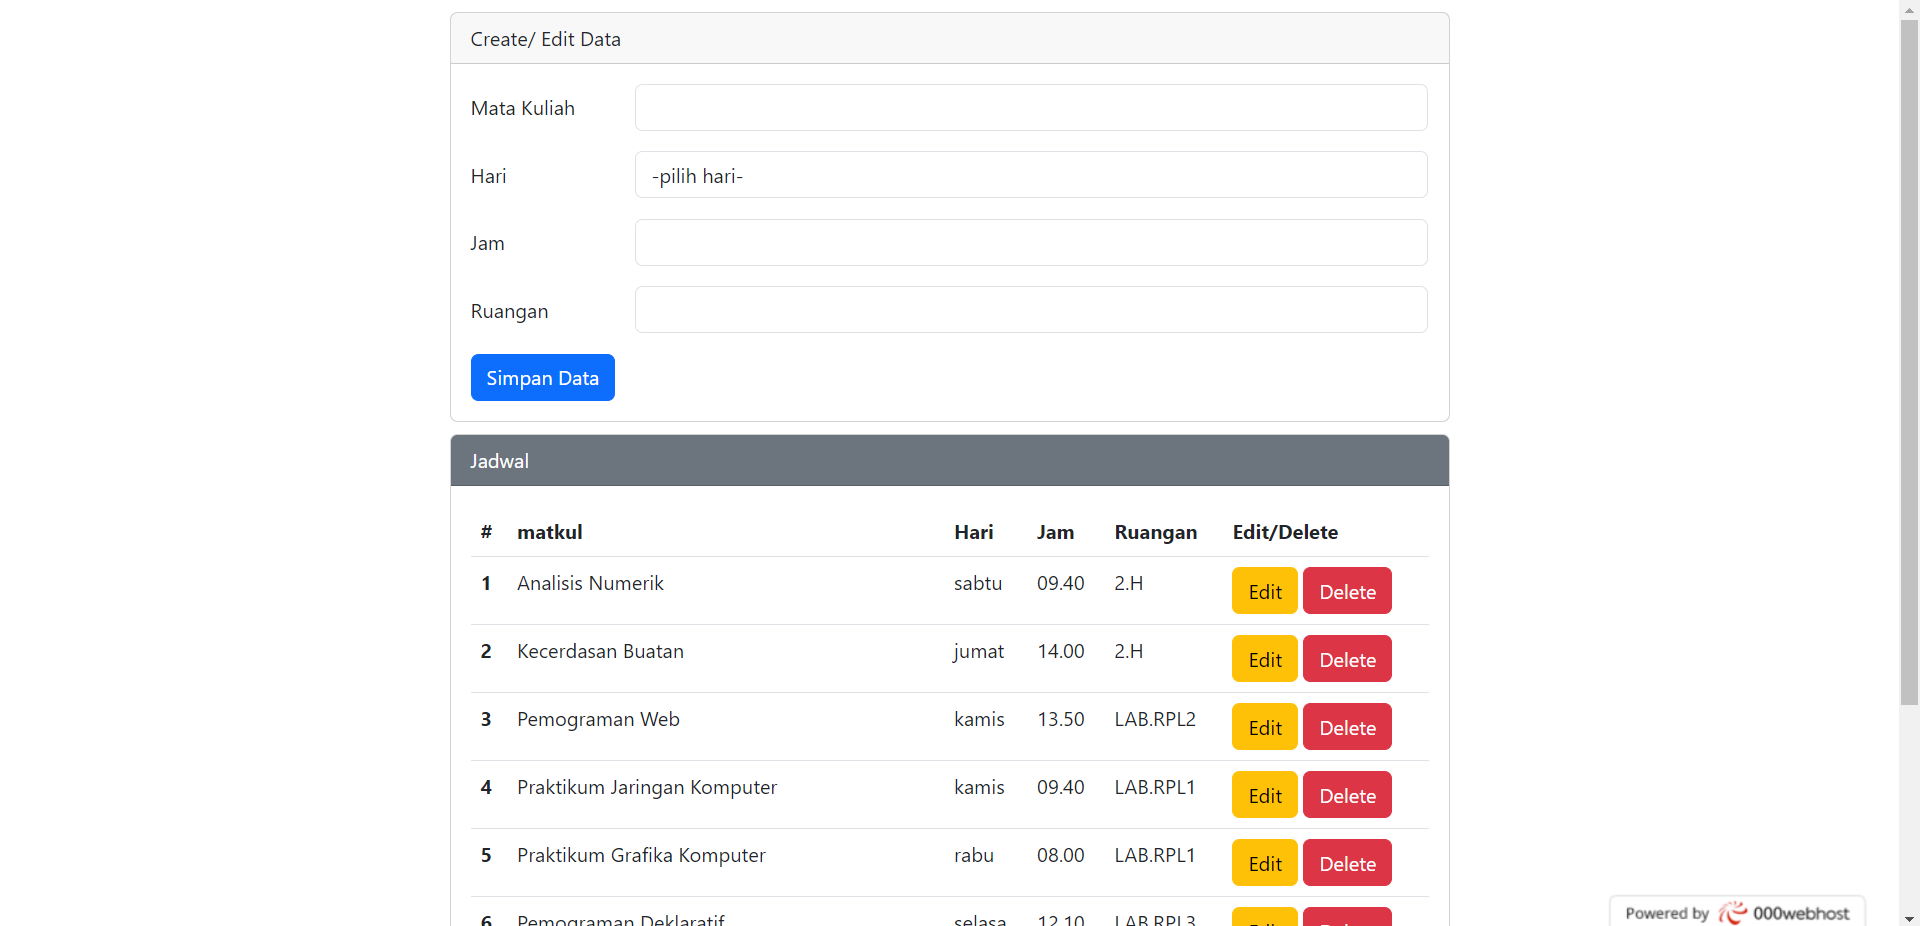 Create/ Edit Data
Mata Kuliah
Hari -pilih hari-
Jam
Ruangan
Simpan Data
Jadwal
# matkul Hari Jam Ruangan Edit/Delete
1 Analisis Numerik sabtu 09.40 2.H Edit Delete
2 Kecerdasan Buatan jumat 14.00 2.H Edit Delete
3 Pemograman Web kamis 13.50 LAB.RPL2 Edit Delete
4 Praktikum Jaringan Komputer kamis 09.40 LAB.RPL1 Edit Delete
5 Praktikum Grafika Komputer rabu 08.00 LAB.RPL1 Edit Delete
6 Pemograman Deklaratif selasa 12.10 LAB.RPL3
Powered by 000webhost